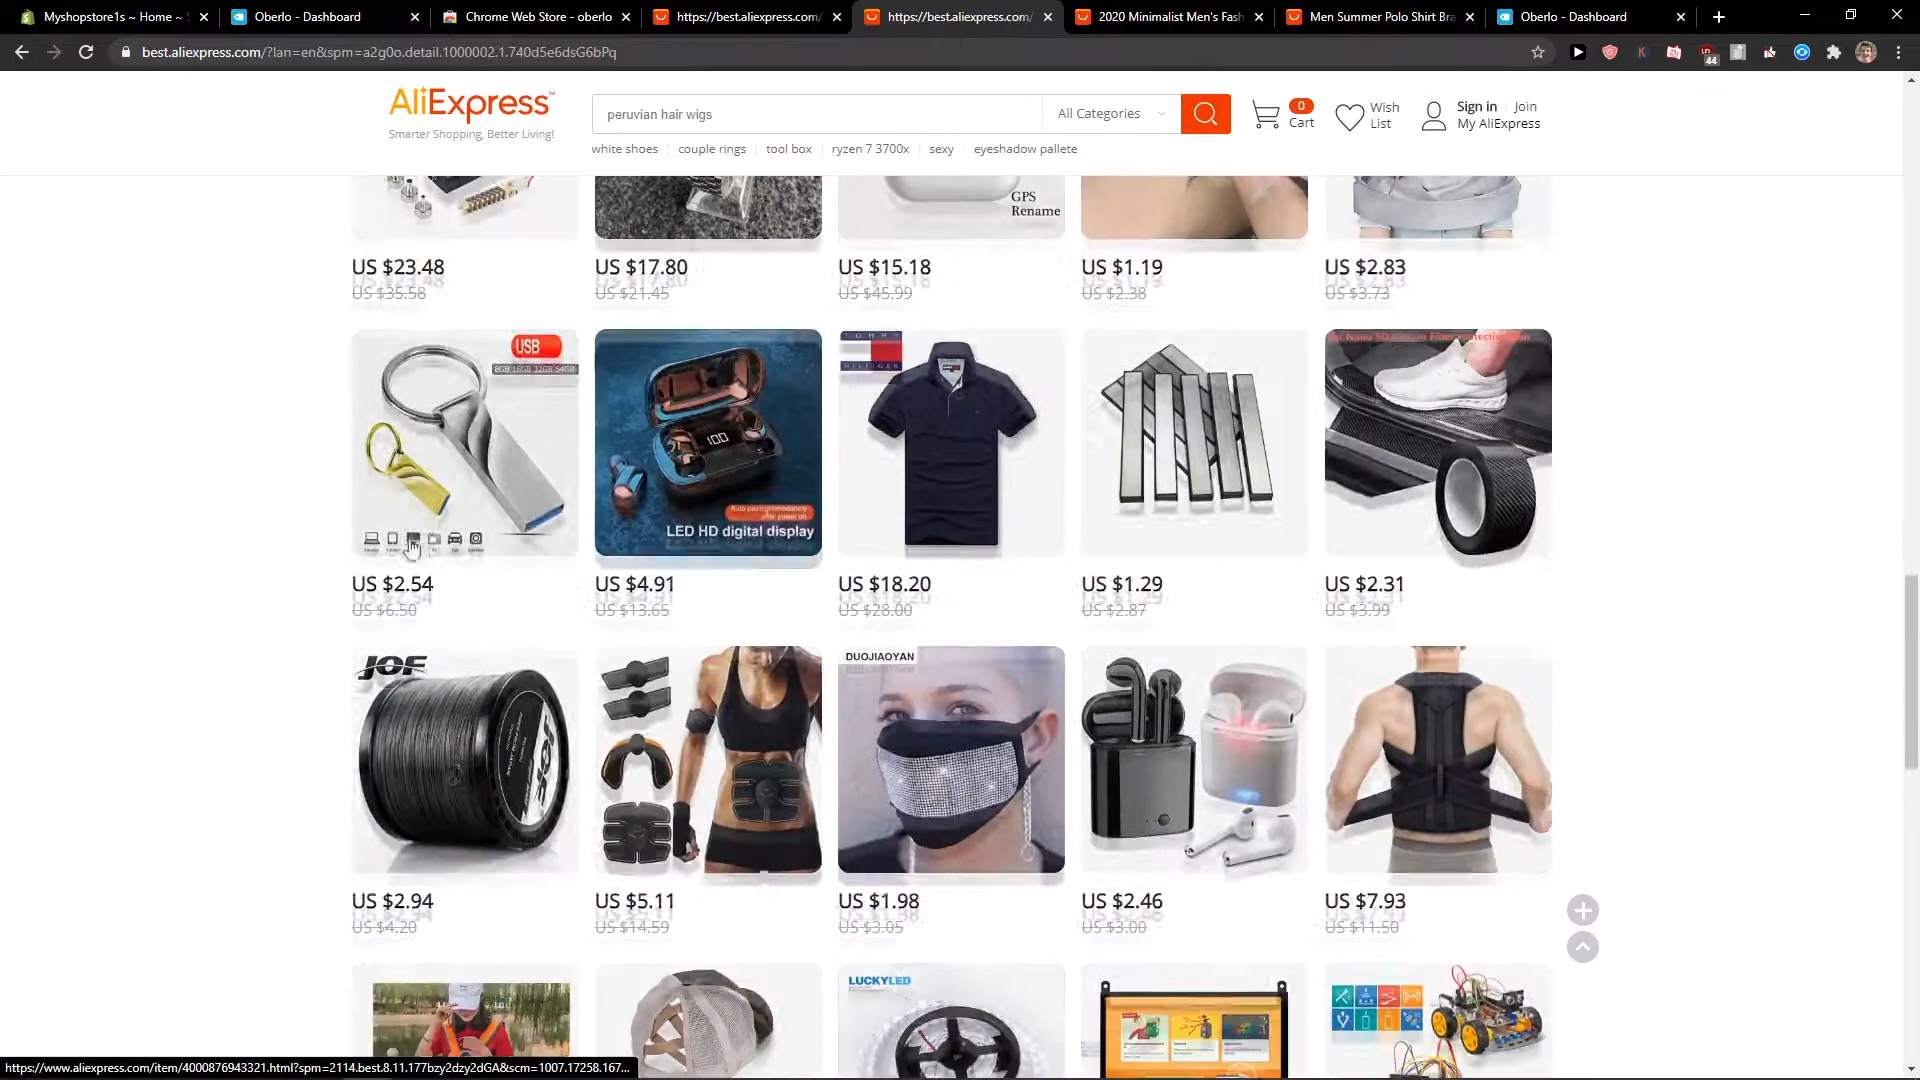 Myshopstore1s ~ Home ~ S
Oberlo - Dashboard
Chrome Web Store - oberlo
https://best.aliexpress.com/
https://best.aliexpress.com/
2020 Minimalist Men's Fash
Men Summer Polo Shirt Bra
Oberlo - Dashboard
best.aliexpress.com/?lan=en&spm=a2g0o.detail.1000002.1.740d5e6dsG6bPq
44
AliExpress™
Smarter Shopping, Better Living!
peruvian hair wigs
All Categories
0
Cart
Wish
List
Sign in
Join
My AliExpress
white shoes
couple rings
tool box
ryzen 7 3700x
sexy
eyeshadow pallete
GPS
Rename
US $23.48
US $17.80
US $15.18
US $1.19
US $2.83
US $35.58
US $21.45
US $45.99
US $2.38
US $3.73
USB
8GB 16GB 32GB 64GB
100
LED HD digital display
TOMMY
HILFIGER
US $2.54
US $4.91
US $18.20
US $1.29
US $2.31
US $6.50
US $13.65
US $28.00
US $2.87
US $3.99
JOF
DUOJIAOYAN
US $2.94
US $5.11
US $1.98
US $2.46
US $7.93
US $4.20
US $14.59
US $3.05
US $3.00
US $11.50
LUCKYLED
https://www.aliexpress.com/item/4000876943321.html?spm=2114.best.8.11.177bzy2dzy2dGA&scm=1007.17258.167...